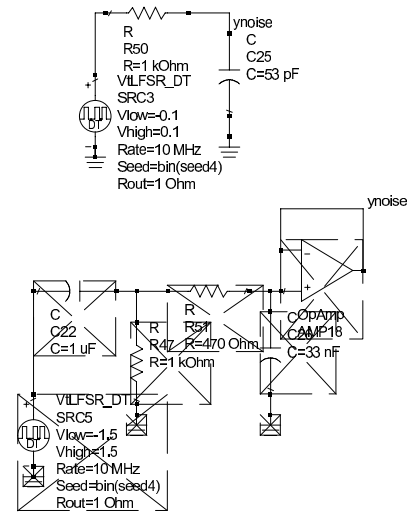 ynoise
R
R50
R=1 kOhm
C
C25
C=53 pF
VtLFSR_DT
SRC3
Vlow=-0.1
Vhigh=0.1
Rate=10 MHz
Seed=bin(seed4)
Rout=1 Ohm
DT
ynoise
C
C22
C=1 uF
R
R47
R=1 kOhm
R
R51
R=470 Ohm
OpAmp
AMP18
C
C=33 nF
VtLFSR_DT
SRC5
Vlow=-1.5
Vhigh=1.5
Rate=10 MHz
Seed=bin(seed4)
Rout=1 Ohm
DT